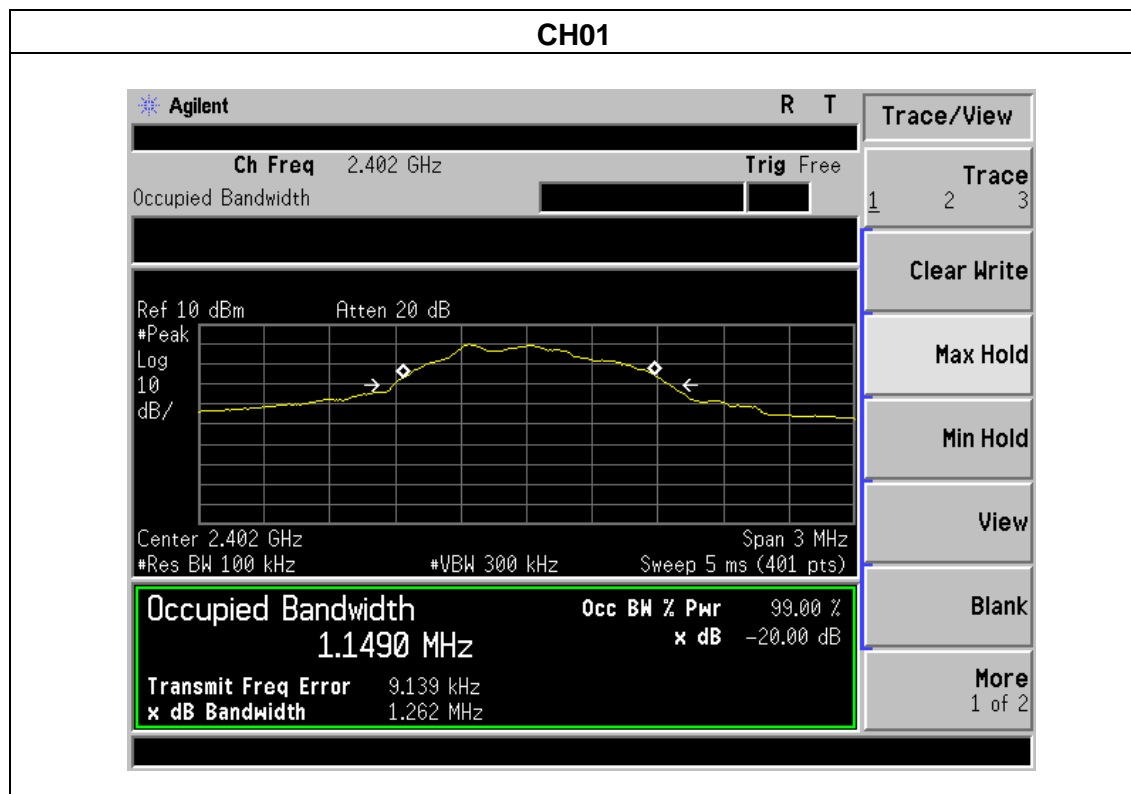 CH01
Agilent R T
Ch Freq 2.402 GHz Trig Free
Occupied Bandwidth
Ref 10 dBm Atten 20 dB
#Peak
Log
10
dB/
Center 2.402 GHz Span 3 MHz
#Res BW 100 kHz #VBW 300 kHz Sweep 5 ms (401 pts)
Occupied Bandwidth Occ BW % Pwr 99.00 %
1.1490 MHz x dB -20.00 dB
Transmit Freq Error 9.139 kHz
x dB Bandwidth 1.262 MHz
Trace/View
Trace
1 2 3
Clear Write
Max Hold
Min Hold
View
Blank
More
1 of 2